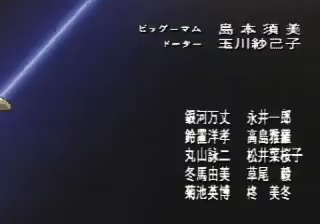 ビッグーマム 島本須美
ドーター 玉川紗己子
銀河万丈 永井一郎
鈴置洋孝 高島雅羅
丸山詠二 松井菜桜子
冬馬由美 草尾 毅
菊池英博 柊 美冬